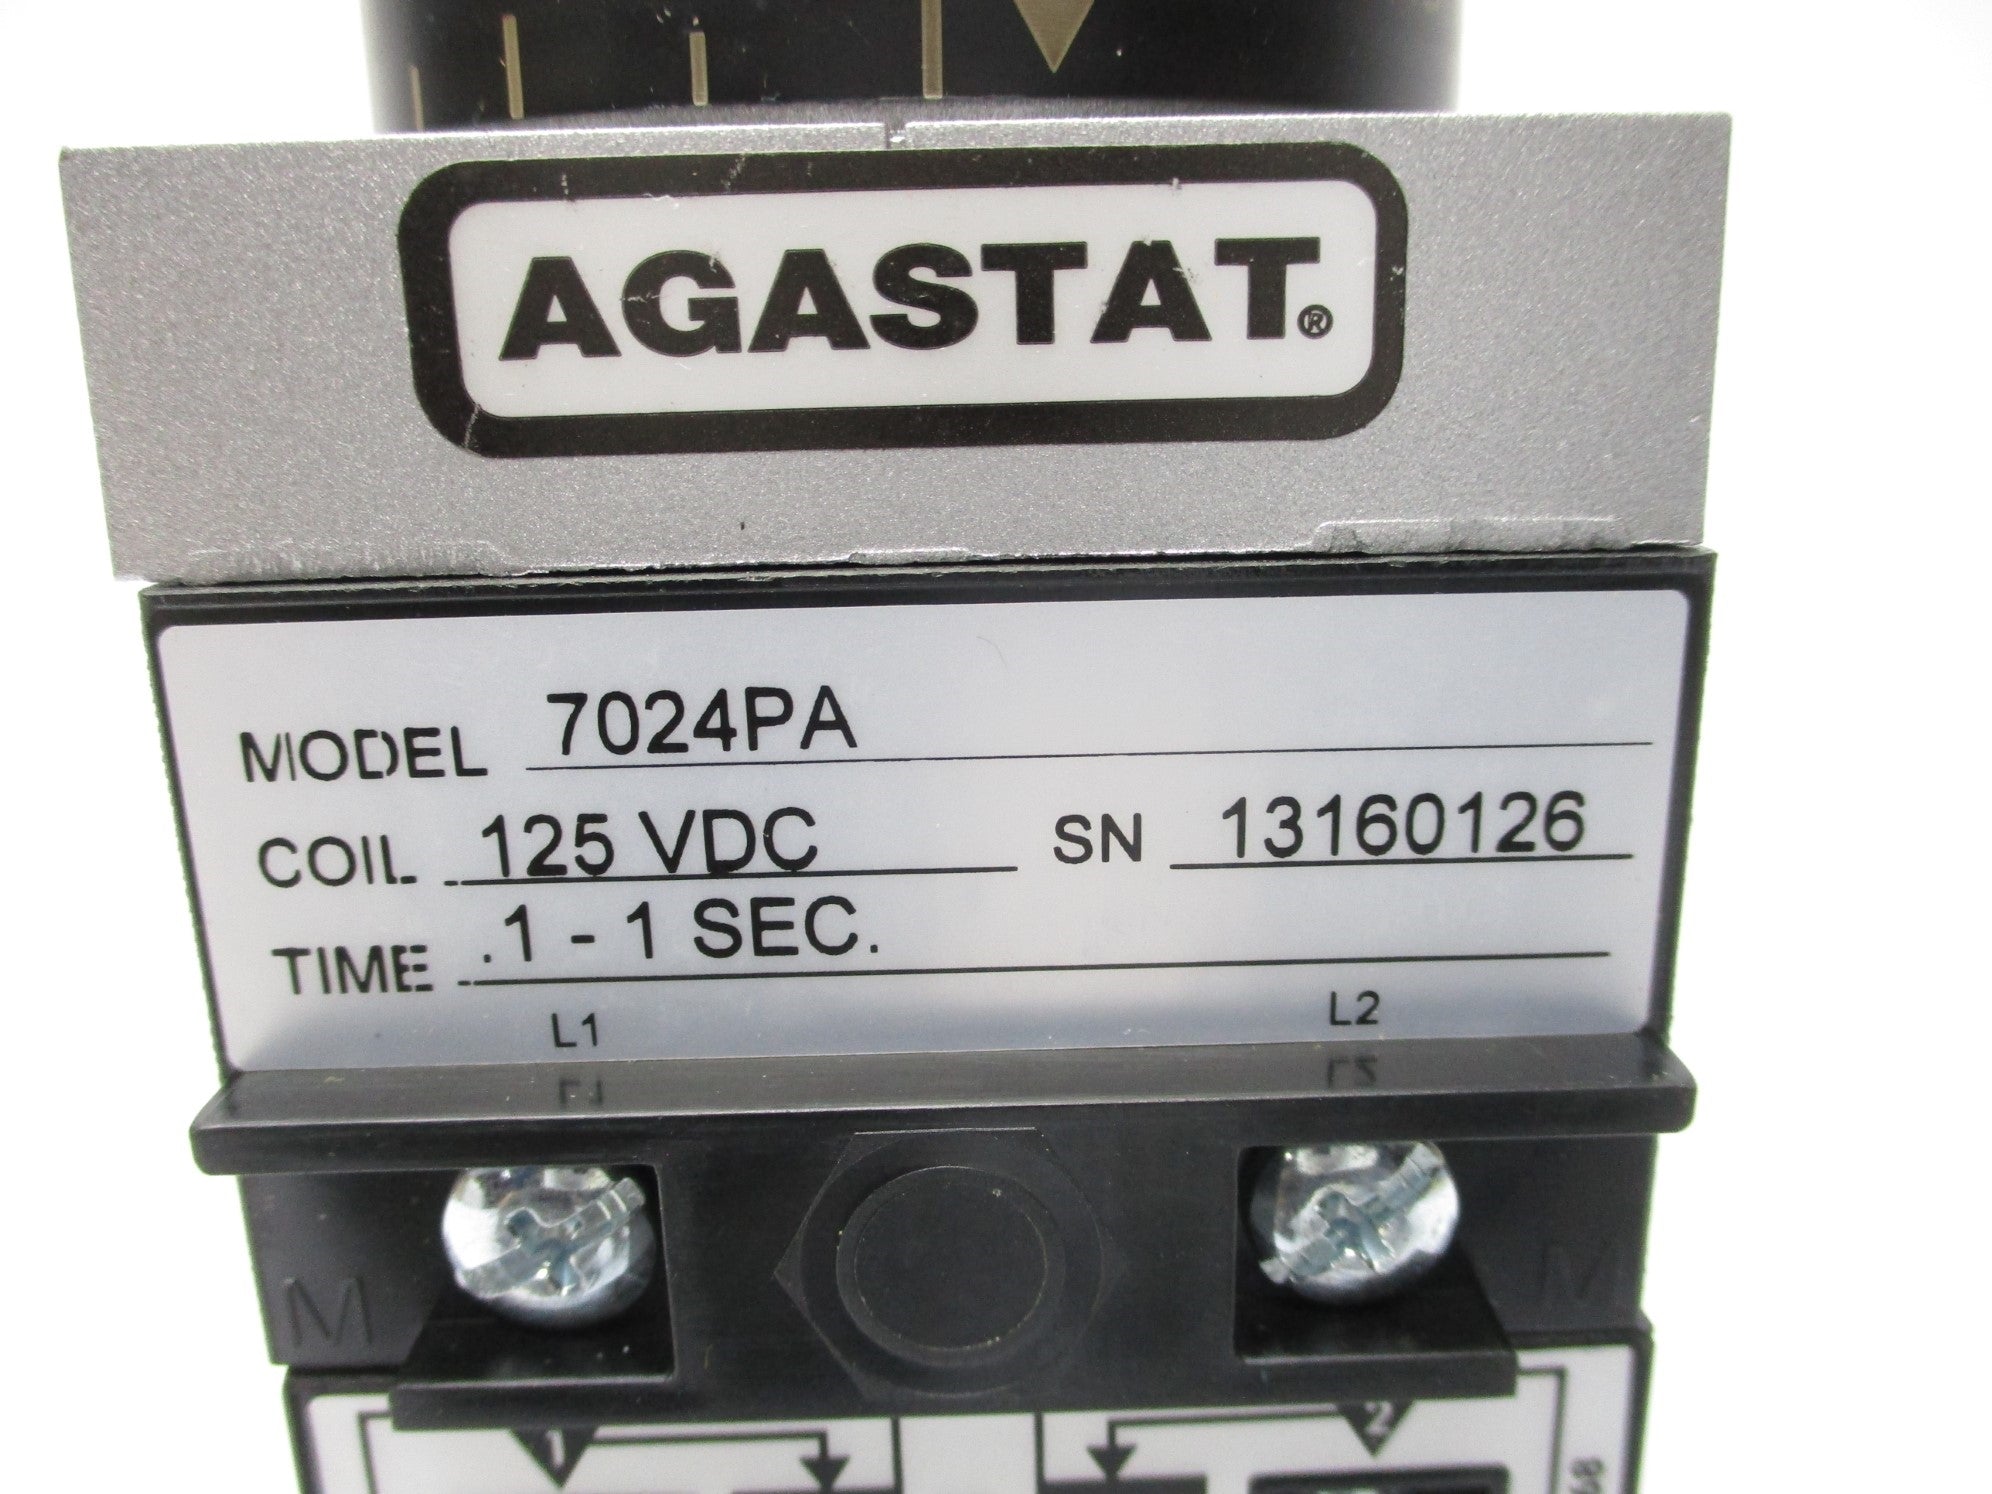 AGASTAT.®
MODEL 7024PA
COIL 125 VDC SN 13160126
TIME .1 - 1 SEC.
L1 L2
M M
1 2